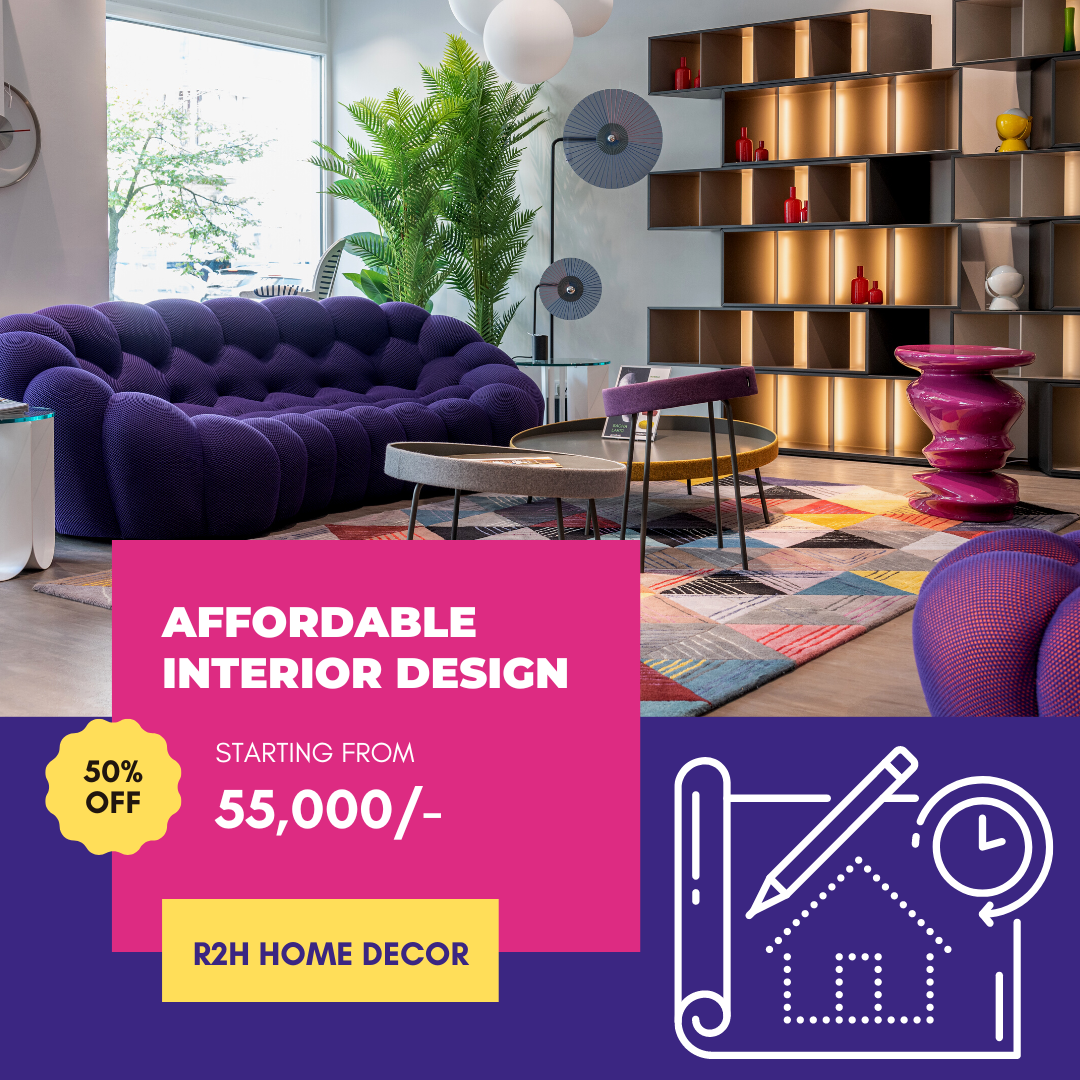 AFFORDABLE
INTERIOR DESIGN
STARTING FROM
55,000/-
50%
OFF
R2H HOME DECOR